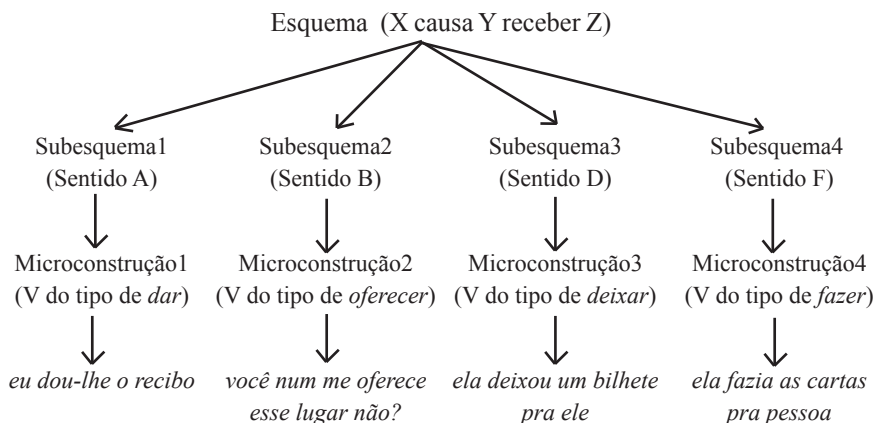 Esquema (X causa Y receber Z)
Subesquema1 Subesquema2 Subesquema3 Subesquema4
(Sentido A) (Sentido B) (Sentido D) (Sentido F)
Microconstrução1 Microconstrução2 Microconstrução3 Microconstrução4
(V do tipo de dar) (V do tipo de oferecer) (V do tipo de deixar) (V do tipo de fazer)
eu dou-lhe o recibo você num me oferece ela deixou um bilhete ela fazia as cartas
esse lugar não? pra ele pra pessoa